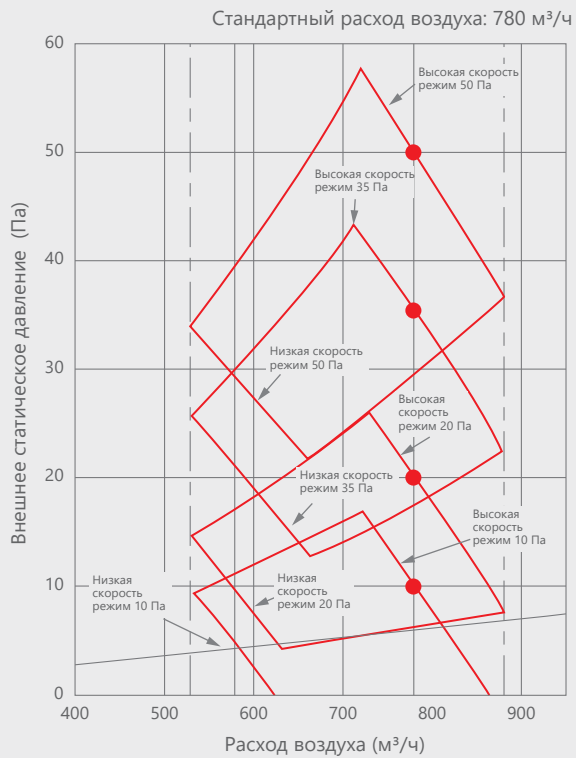 Стандартный расход воздуха: 780 м³/ч
60
Высокая скорость
режим 50 Па
50
Высокая скорость
режим 35 Па
40
Внешнее статическое давление (Па)
30
Низкая скорость
режим 50 Па
Высокая
скорость
режим 20 Па
20
Низкая скорость
режим 35 Па
Высокая
скорость
режим 10 Па
10
Низкая
скорость
режим 10 Па
Низкая
скорость
режим 20 Па
0
400
500
600
700
800
900
Расход воздуха (м³/ч)